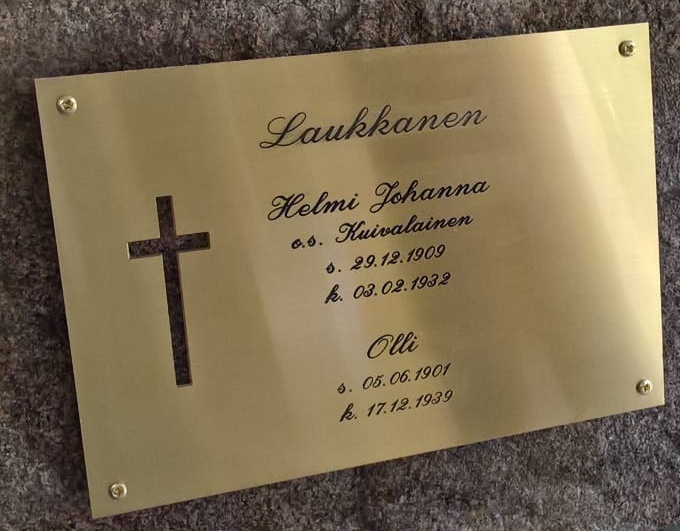 Laukkanen
Helmi Johanna
o.s. Kuivalainen
s. 29.12.1909
k. 03.02.1932
Olli
s. 05.06.1901
k. 17.12.1939